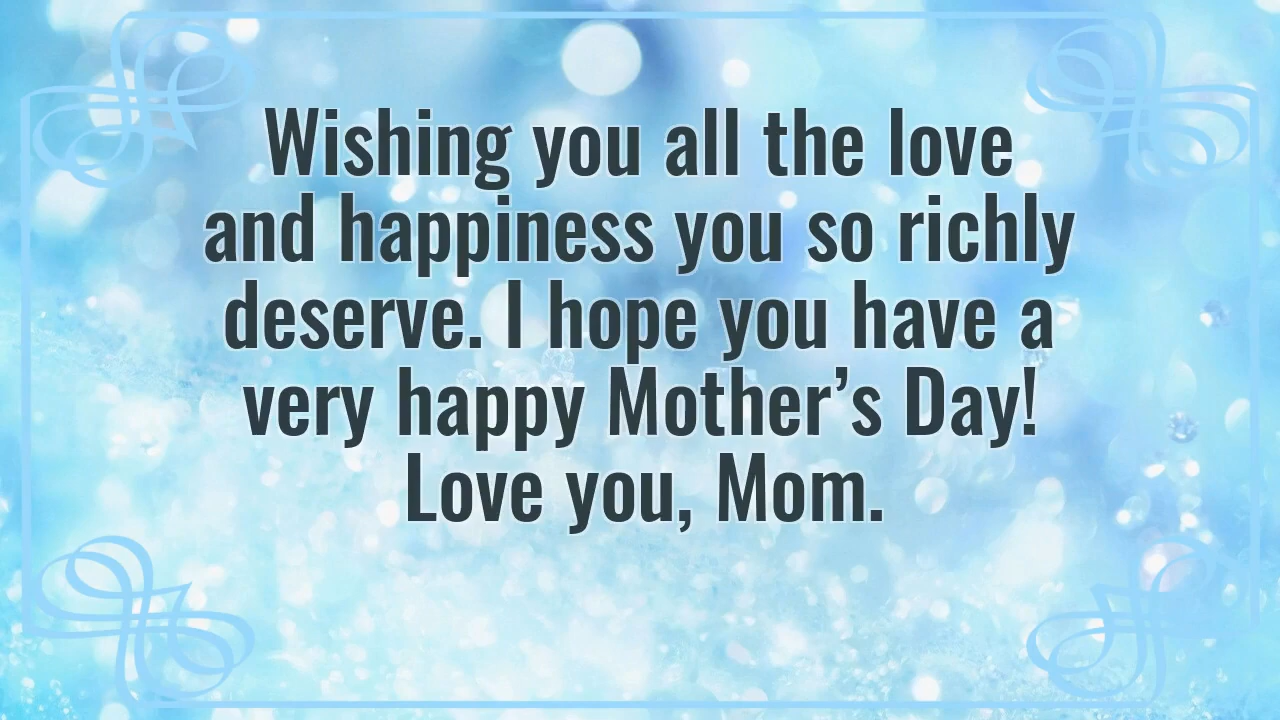 Wishing you all the love
and happiness you so richly
deserve. I hope you have a
very happy Mother’s Day!
Love you, Mom.